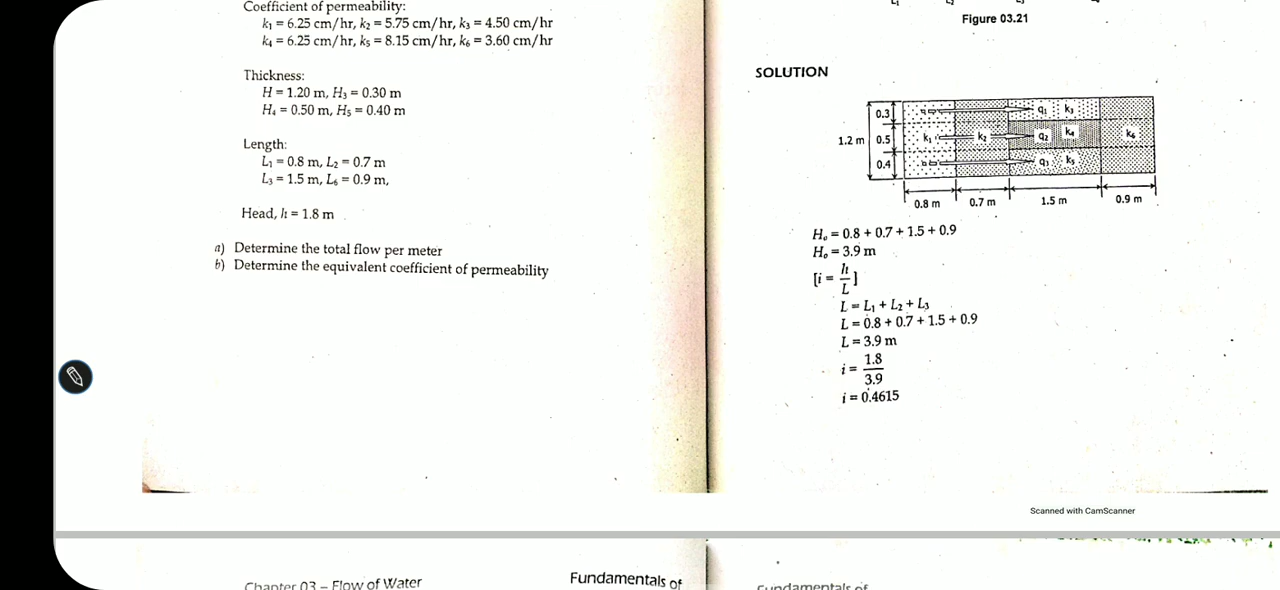 Coefficient of permeability:
k₁ = 6.25 cm/hr, k₂ = 5.75 cm/hr, k₃ = 4.50 cm/hr
k₄ = 6.25 cm/hr, k₅ = 8.15 cm/hr, k₆ = 3.60 cm/hr
Thickness:
H = 1.20 m, H₃ = 0.30 m
H₄ = 0.50 m, H₅ = 0.40 m
Length:
L₁ = 0.8 m, L₂ = 0.7 m
L₃ = 1.5 m, L₆ = 0.9 m,
Head, h = 1.8 m
a) Determine the total flow per meter
b) Determine the equivalent coefficient of permeability
L₁ L₂ L₃
Figure 03.21
SOLUTION
0.3 q₁ k₃
1.2 m 0.5 k₁ k₂ q₂ k₄ k₆
0.4 q₃ k₅
0.8 m 0.7 m 1.5 m 0.9 m
Hₒ = 0.8 + 0.7 + 1.5 + 0.9
Hₒ = 3.9 m
[i = h/L]
L = L₁ + L₂ + L₃
L = 0.8 + 0.7 + 1.5 + 0.9
L = 3.9 m
i = 1.8/3.9
i = 0.4615
Scanned with CamScanner
Chapter 03 – Flow of Water
Fundamentals of
Fundamentals of